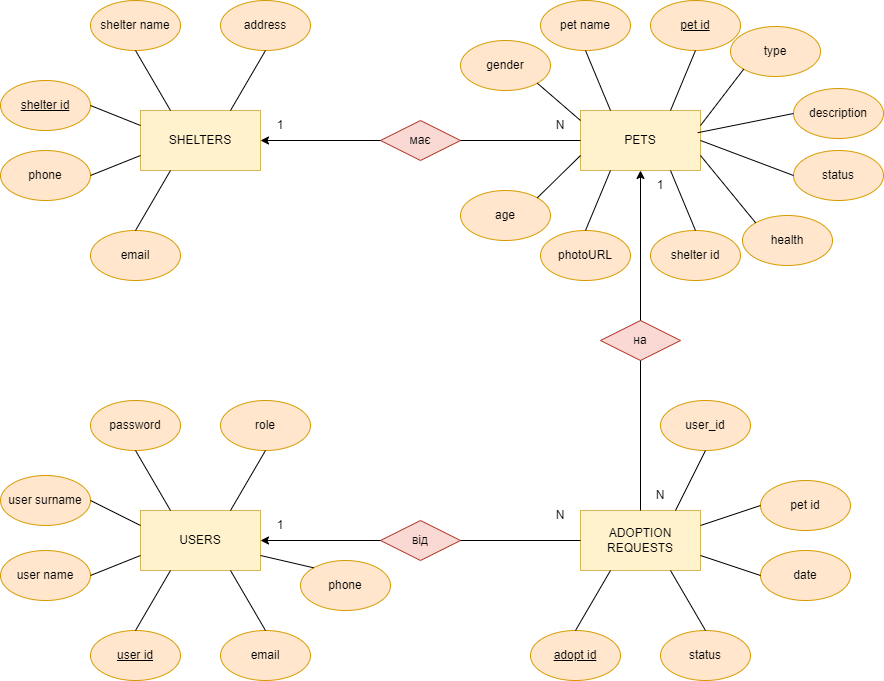 shelter name
address
pet name
pet id
type
gender
shelter id
description
1
N
SHELTERS
має
PETS
phone
status
1
age
health
email
photoURL
shelter id
на
password
role
user_id
N
user surname
pet id
1
N
USERS
від
ADOPTION
REQUESTS
user name
date
phone
user id
email
adopt id
status